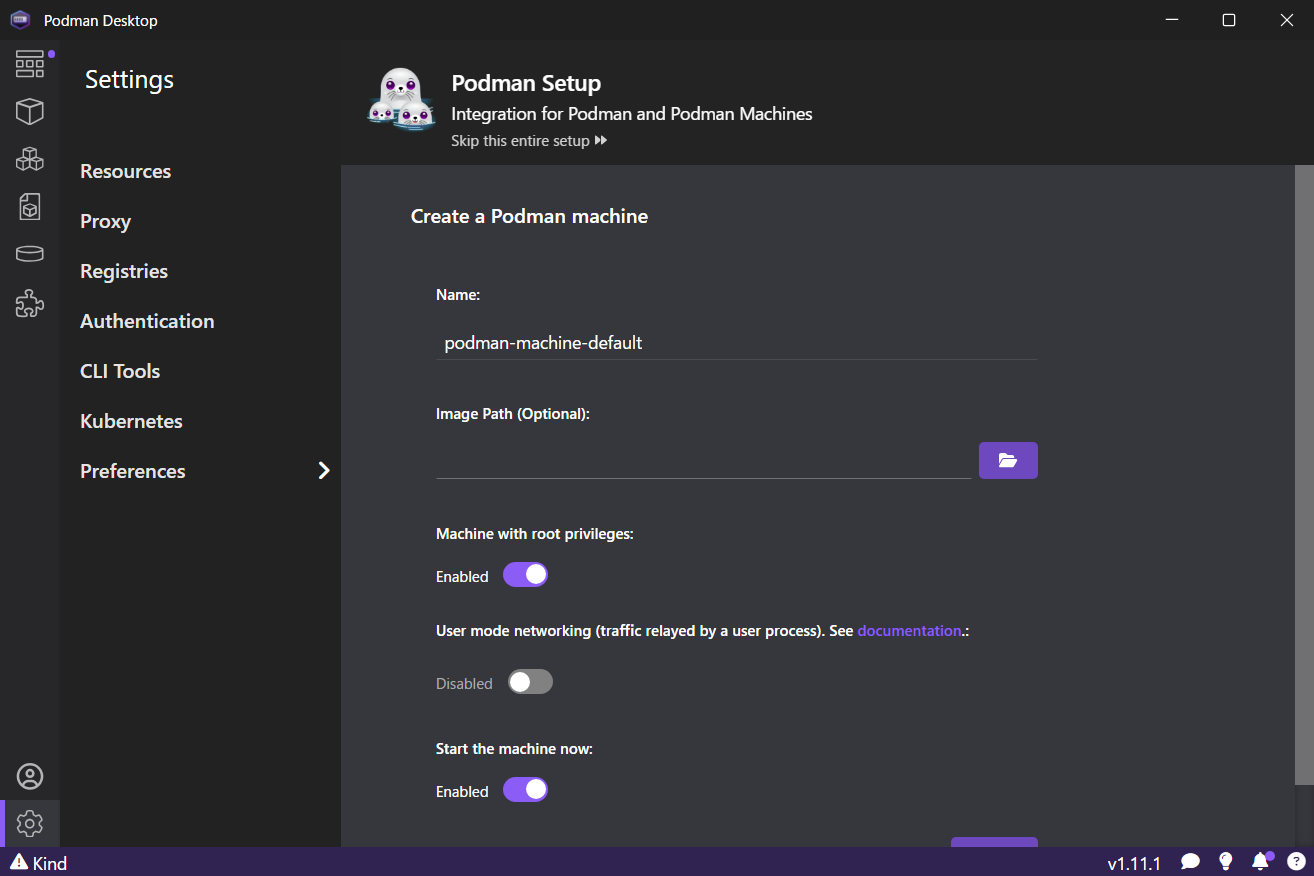 Podman Desktop
Settings
Resources
Proxy
Registries
Authentication
CLI Tools
Kubernetes
Preferences
Podman Setup
Integration for Podman and Podman Machines
Skip this entire setup
Create a Podman machine
Name:
podman-machine-default
Image Path (Optional):
Machine with root privileges:
Enabled
User mode networking (traffic relayed by a user process). See documentation.:
Disabled
Start the machine now:
Enabled
Kind
v1.11.1